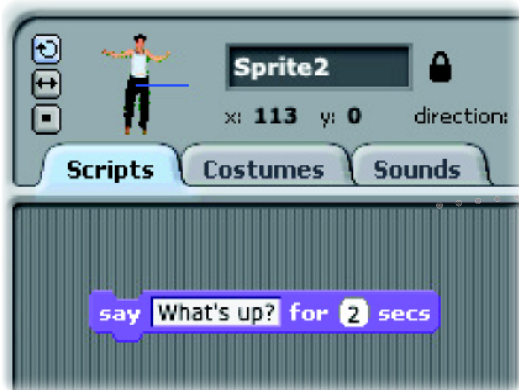 Sprite2
x: 113 y: 0 direction:
Scripts Costumes Sounds
say What's up? for 2 secs